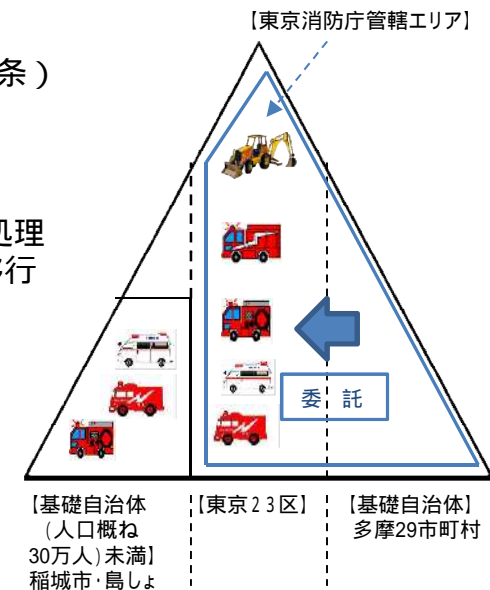 【東京消防庁管轄エリア】
条）
処理
移行
委 託
【基礎自治体
(人口概ね
30万人)未満】
稲城市・島しょ
【東京２３区】
【基礎自治体】
多摩29市町村